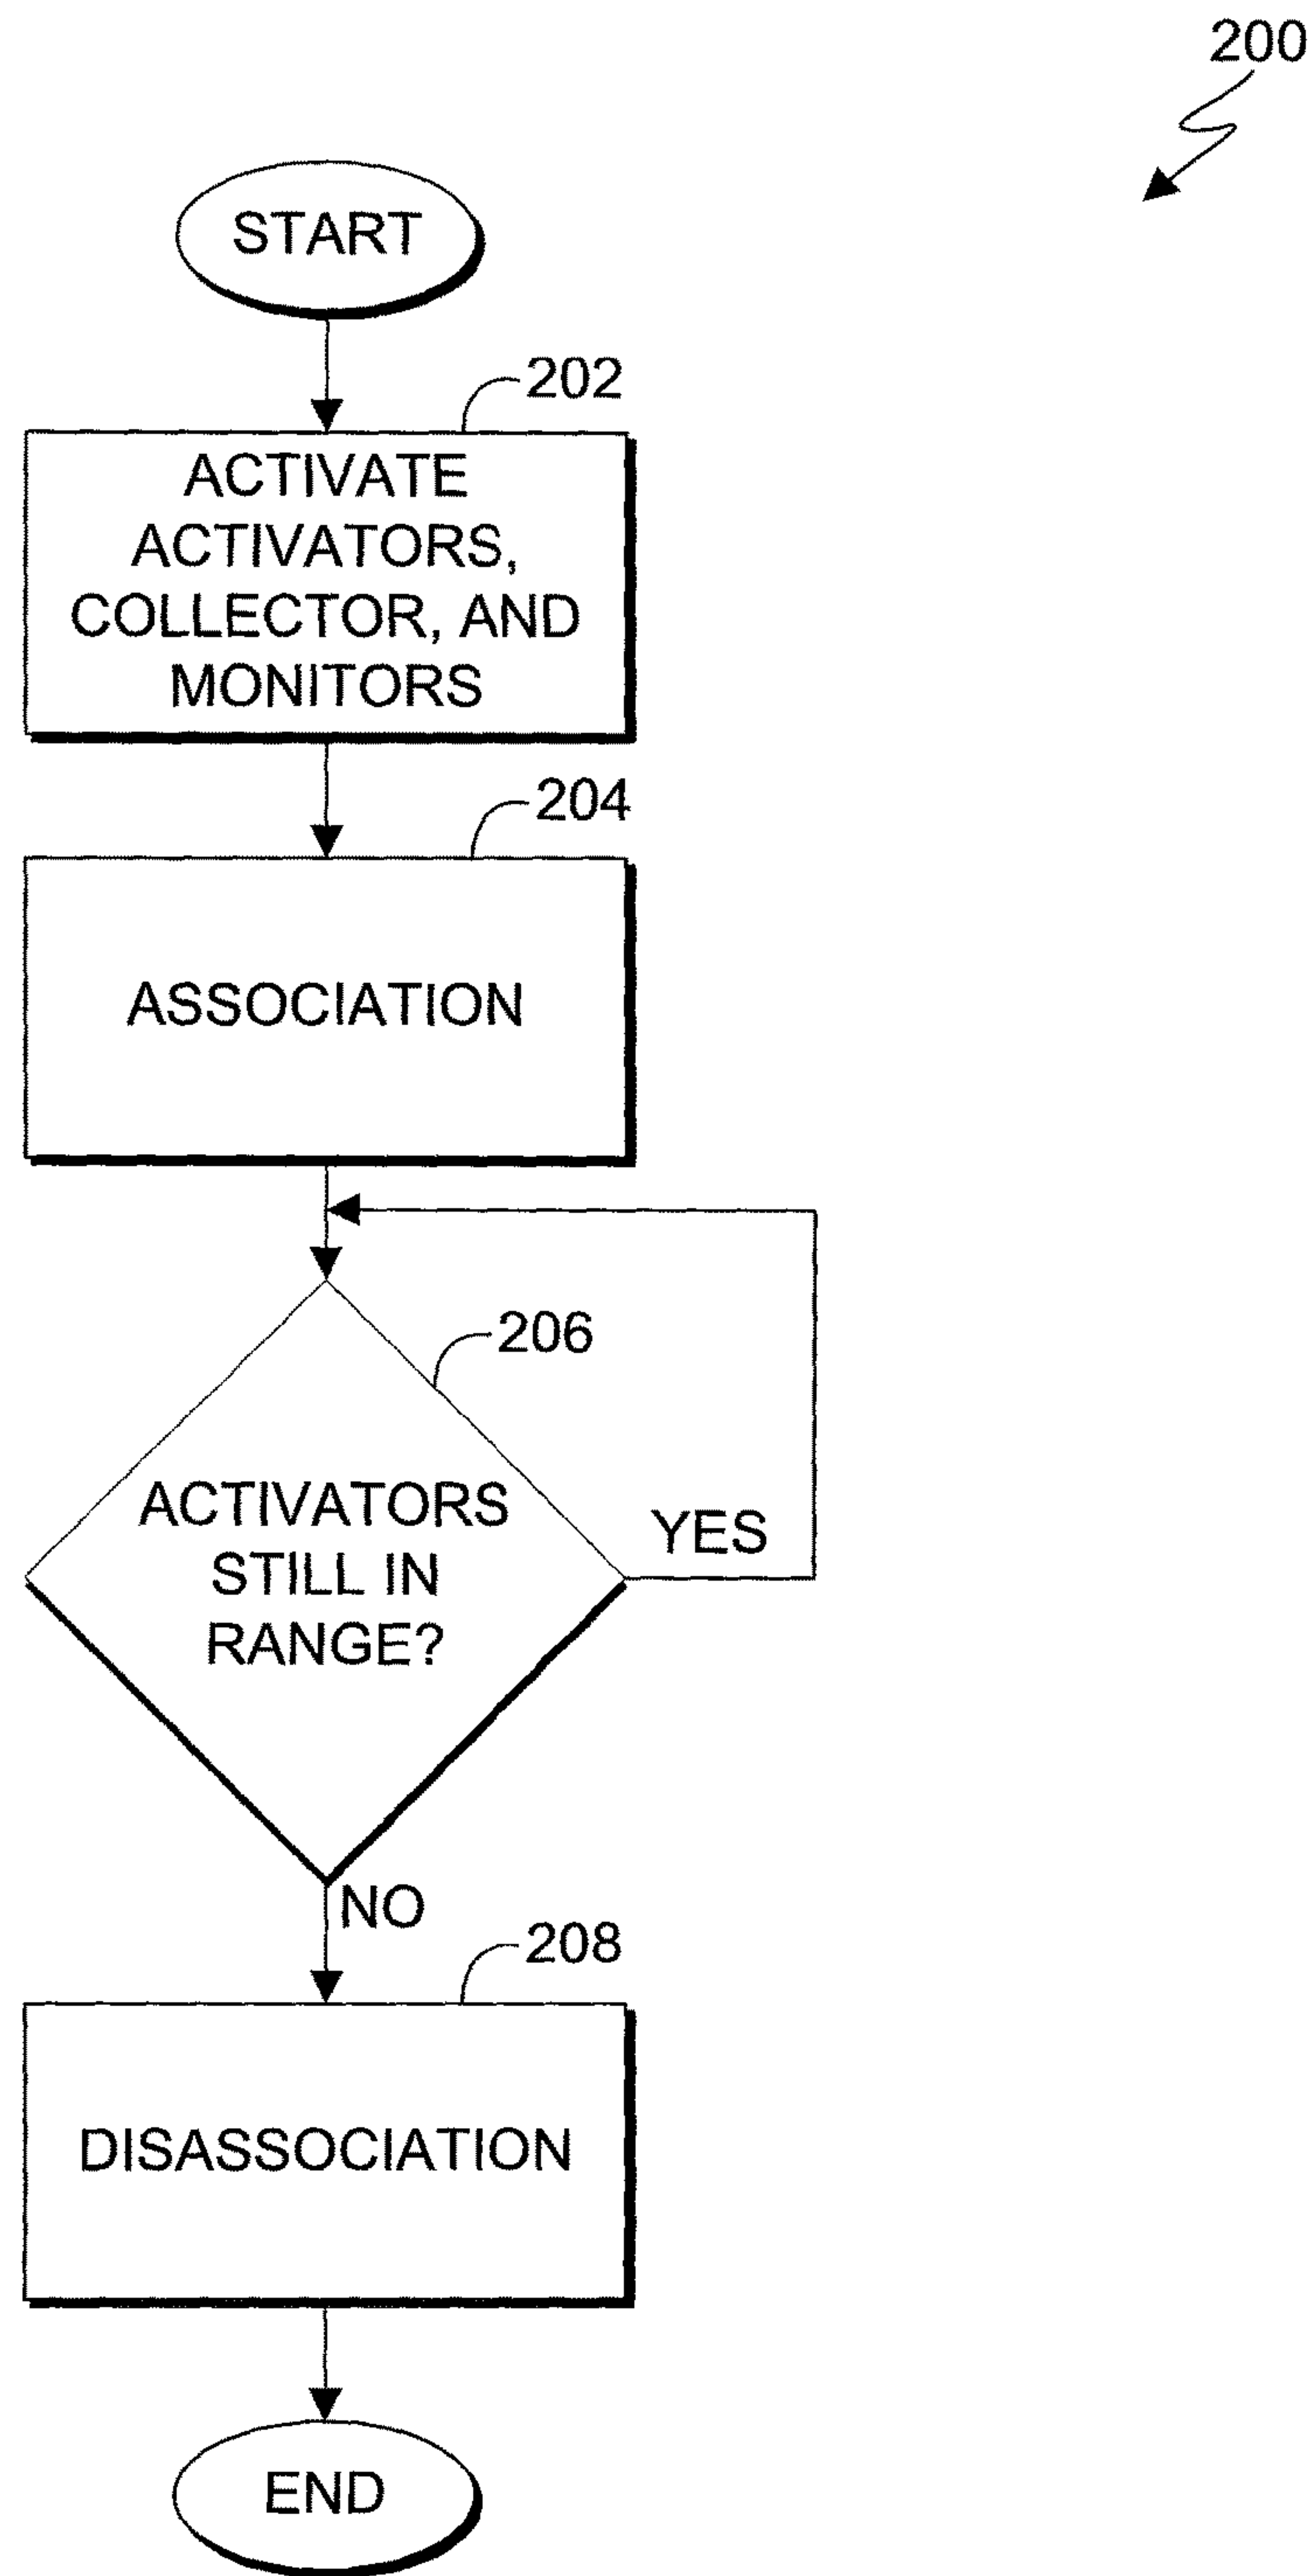 200
START
202
ACTIVATE
ACTIVATORS,
COLLECTOR, AND
MONITORS
204
ASSOCIATION
206
ACTIVATORS
STILL IN
RANGE?
YES
NO
208
DISASSOCIATION
END